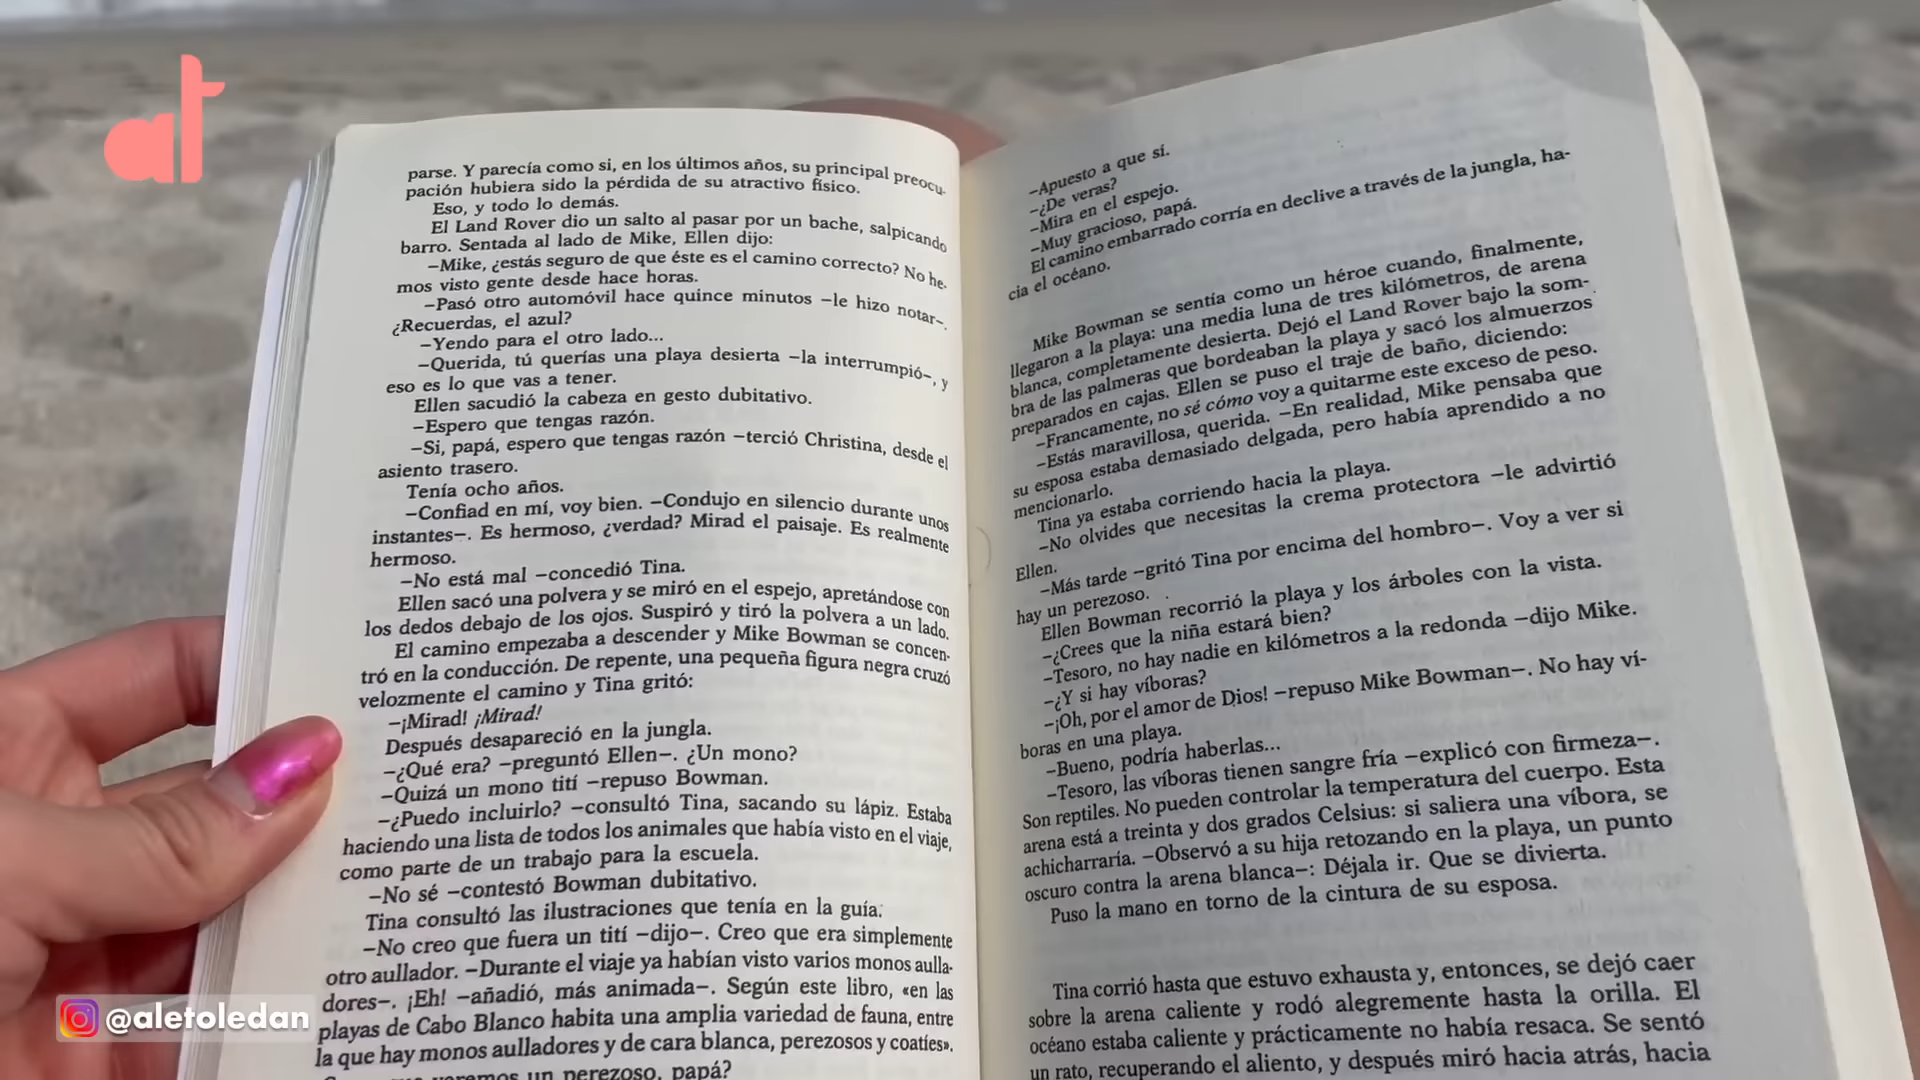 at
parse. Y parecía como si, en los últimos años, su principal preocu-
pación hubiera sido la pérdida de su atractivo físico.
Eso, y todo lo demás.
El Land Rover dio un salto al pasar por un bache, salpicando
barro. Sentada al lado de Mike, Ellen dijo:
–Mike, ¿estás seguro de que éste es el camino correcto? No he-
mos visto gente desde hace horas.
–Pasó otro automóvil hace quince minutos –le hizo notar–.
¿Recuerdas, el azul?
–Yendo para el otro lado...
–Querida, tú querías una playa desierta –la interrumpió–, y
eso es lo que vas a tener.
Ellen sacudió la cabeza en gesto dubitativo.
–Espero que tengas razón.
–Si, papá, espero que tengas razón –terció Christina, desde el
asiento trasero.
Tenía ocho años.
–Confiad en mí, voy bien. –Condujo en silencio durante unos
instantes–. Es hermoso, ¿verdad? Mirad el paisaje. Es realmente
hermoso.
–No está mal –concedió Tina.
Ellen sacó una polvera y se miró en el espejo, apretándose con
los dedos debajo de los ojos. Suspiró y tiró la polvera a un lado.
El camino empezaba a descender y Mike Bowman se concen-
tró en la conducción. De repente, una pequeña figura negra cruzó
velozmente el camino y Tina gritó:
–¡Mirad! ¡Mirad!
Después desapareció en la jungla.
–¿Qué era? –preguntó Ellen–. ¿Un mono?
–Quizá un mono tití –repuso Bowman.
–¿Puedo incluirlo? –consultó Tina, sacando su lápiz. Estaba
haciendo una lista de todos los animales que había visto en el viaje,
como parte de un trabajo para la escuela.
–No sé –contestó Bowman dubitativo.
Tina consultó las ilustraciones que tenía en la guía.
–No creo que fuera un tití –dijo–. Creo que era simplemente
otro aullador. –Durante el viaje ya habían visto varios monos aulla-
dores–. ¡Eh! –añadió, más animada–. Según este libro, «en las
playas de Cabo Blanco habita una amplia variedad de fauna, entre
la que hay monos aulladores y de cara blanca, perezosos y coatíes».
un perezoso, papá?
–Apuesto a que sí.
–¿De veras?
–Mira en el espejo.
–Muy gracioso, papá.
El camino embarrado corría en declive a través de la jungla, ha-
cia el océano.
Mike Bowman se sentía como un héroe cuando, finalmente,
llegaron a la playa: una media luna de tres kilómetros, de arena
blanca, completamente desierta. Dejó el Land Rover bajo la som-
bra de las palmeras que bordeaban la playa y sacó los almuerzos
preparados en cajas. Ellen se puso el traje de baño, diciendo:
–Francamente, no sé cómo voy a quitarme este exceso de peso.
–Estás maravillosa, querida. –En realidad, Mike pensaba que
su esposa estaba demasiado delgada, pero había aprendido a no
mencionarlo.
Tina ya estaba corriendo hacia la playa.
–No olvides que necesitas la crema protectora –le advirtió
Ellen.
–Más tarde –gritó Tina por encima del hombro–. Voy a ver si
hay un perezoso.
Ellen Bowman recorrió la playa y los árboles con la vista.
–¿Crees que la niña estará bien?
–Tesoro, no hay nadie en kilómetros a la redonda –dijo Mike.
–¿Y si hay víboras?
–¡Oh, por el amor de Dios! –repuso Mike Bowman–. No hay ví-
boras en una playa.
–Bueno, podría haberlas...
–Tesoro, las víboras tienen sangre fría –explicó con firmeza–.
Son reptiles. No pueden controlar la temperatura del cuerpo. Esta
arena está a treinta y dos grados Celsius: si saliera una víbora, se
achicharraría. –Observó a su hija retozando en la playa, un punto
oscuro contra la arena blanca–: Déjala ir. Que se divierta.
Puso la mano en torno de la cintura de su esposa.
Tina corrió hasta que estuvo exhausta y, entonces, se dejó caer
sobre la arena caliente y rodó alegremente hasta la orilla. El
océano estaba caliente y prácticamente no había resaca. Se sentó
un rato, recuperando el aliento, y después miró hacia atrás, hacia
@aletoledan